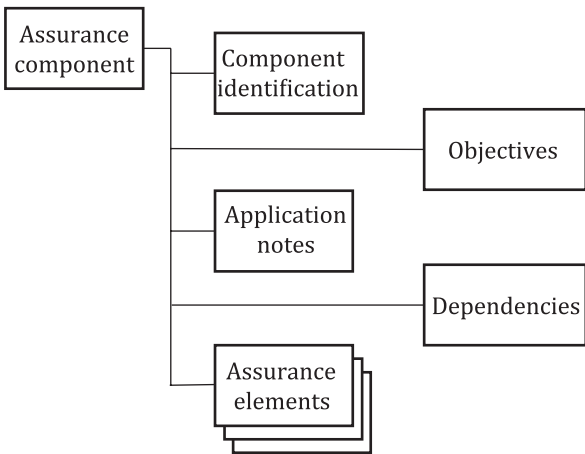 Assurance
component
Component
identification
Objectives
Application
notes
Dependencies
Assurance
elements